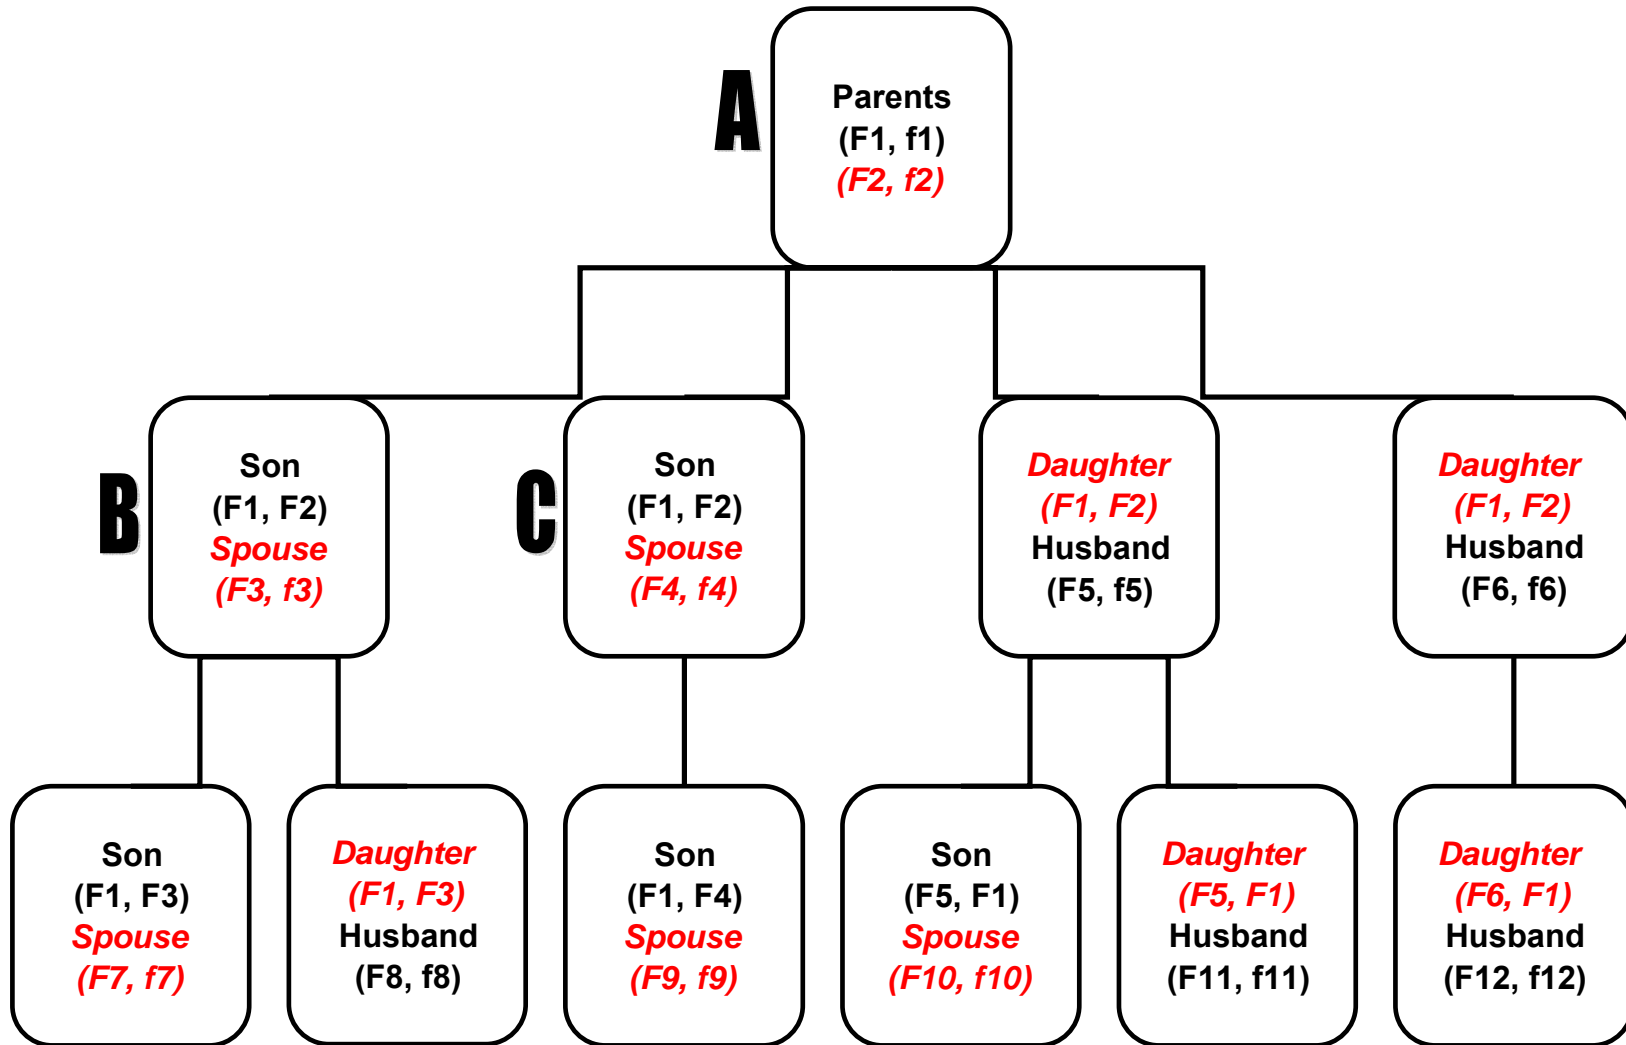 A
Parents
(F1, f1)
(F2, f2)
B
Son
(F1, F2)
Spouse
(F3, f3)
C
Son
(F1, F2)
Spouse
(F4, f4)
Daughter
(F1, F2)
Husband
(F5, f5)
Daughter
(F1, F2)
Husband
(F6, f6)
Son
(F1, F3)
Spouse
(F7, f7)
Daughter
(F1, F3)
Husband
(F8, f8)
Son
(F1, F4)
Spouse
(F9, f9)
Son
(F5, F1)
Spouse
(F10, f10)
Daughter
(F5, F1)
Husband
(F11, f11)
Daughter
(F6, F1)
Husband
(F12, f12)